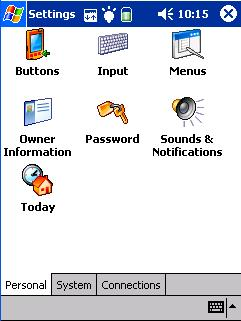 Settings 10:15
Buttons Input Menus
Owner Information Password Sounds & Notifications
Today
Personal System Connections